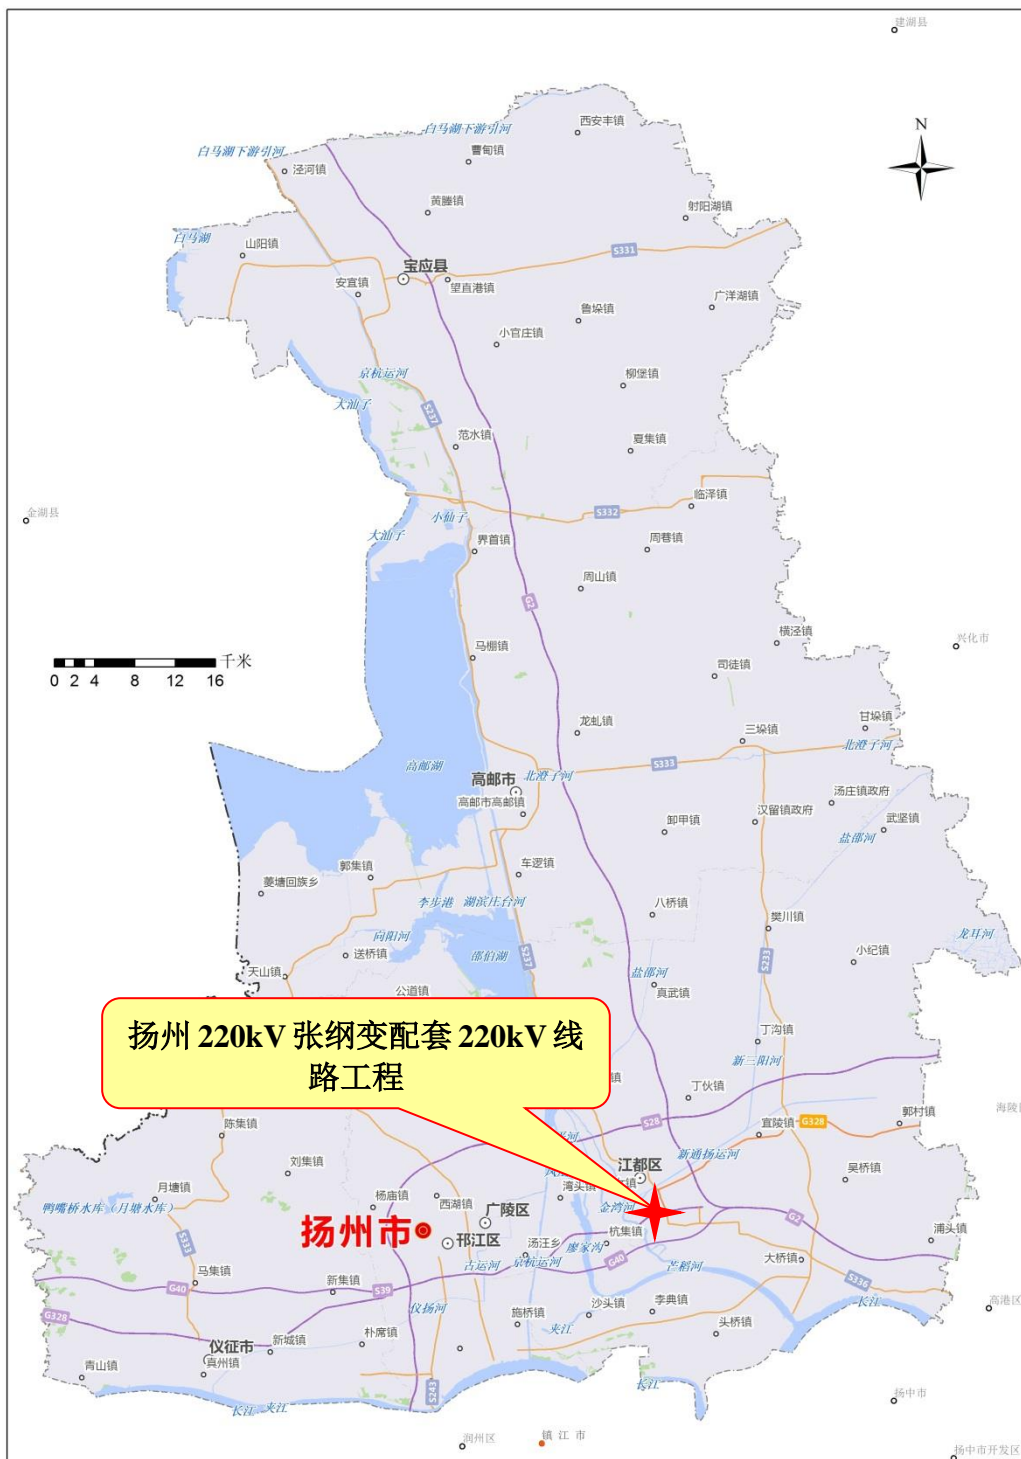 建湖县
西安丰镇
白马湖下游引河
N
曹甸镇
白马湖下游引河
泾河镇
黄塍镇
射阳湖镇
白马湖
山阳镇
S331
宝应县
安宜镇
望直港镇
广洋湖镇
鲁垛镇
小官庄镇
京杭运河
柳堡镇
大汕子
S237
范水镇
夏集镇
临泽镇
金湖县
小仙子
S332
大汕子
界首镇
周巷镇
周山镇
G2
横泾镇
兴化市
马棚镇
千米
司徒镇
0 2 4 8 12 16
龙虬镇
甘垛镇
三垛镇
北澄子河
高邮湖
S333
高邮市
北澄子河
高邮市高邮镇
汤庄镇政府
汉留镇政府
卸甲镇
武坚镇
盐邵河
郭集镇
车逻镇
菱塘回族乡
李步港
湖滨庄台河
八桥镇
樊川镇
向阳河
龙耳河
送桥镇
邵伯湖
S237
S233
小纪镇
天山镇
盐邵河
公道镇
真武镇
扬州 220kV 张纲变配套 220kV 线
路工程
丁沟镇
新三阳河
镇
丁伙镇
海陵
郭村镇
陈集镇
S28
宜陵镇
G328
河
新通扬运河
刘集镇
江都区
吴桥镇
月塘镇
杨庙镇
西湖镇
湾头镇
镇
鸭嘴桥水库（月塘水库）
金湾河
广陵区
扬州市
G2
浦头镇
S333
邗江区
杭集镇
汤汪乡
廖家沟
G40
大桥镇
古运河
京杭运河
芒稻河
马集镇
新集镇
S39
G40
S336
高港区
G328
仪扬河
施桥镇
沙头镇
李典镇
长江
夹江
头桥镇
仪征市
新城镇
朴席镇
青山镇
真州镇
S243
长江
扬中市
长江
夹江
润州区
镇江市
扬中市开发区